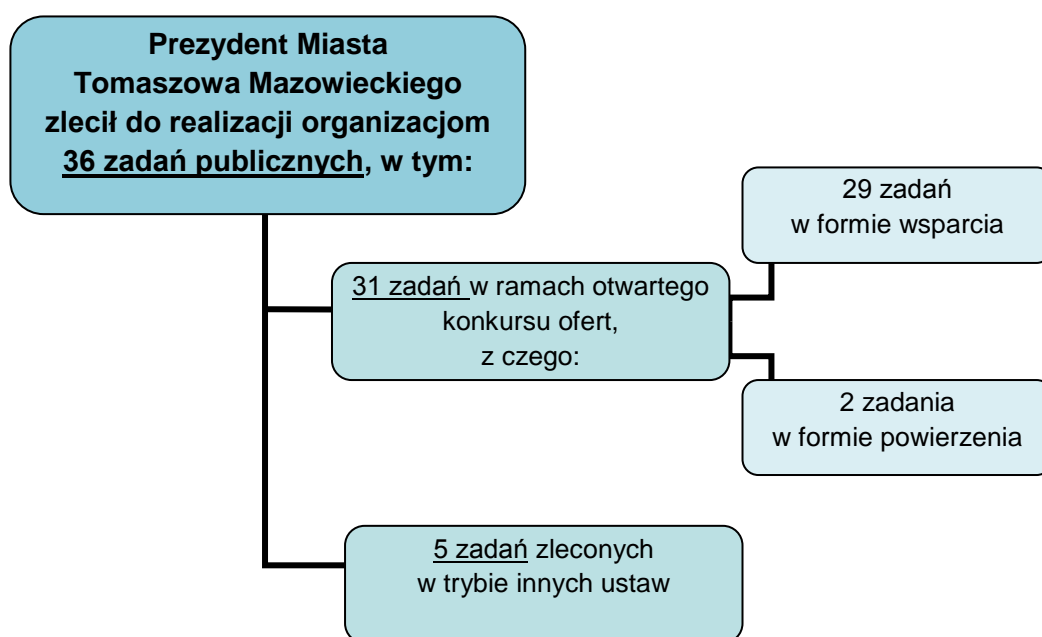 Prezydent Miasta
Tomaszowa Mazowieckiego
zlecił do realizacji organizacjom
36 zadań publicznych, w tym:
31 zadań w ramach otwartego
konkursu ofert,
z czego:
29 zadań
w formie wsparcia
2 zadania
w formie powierzenia
5 zadań zleconych
w trybie innych ustaw